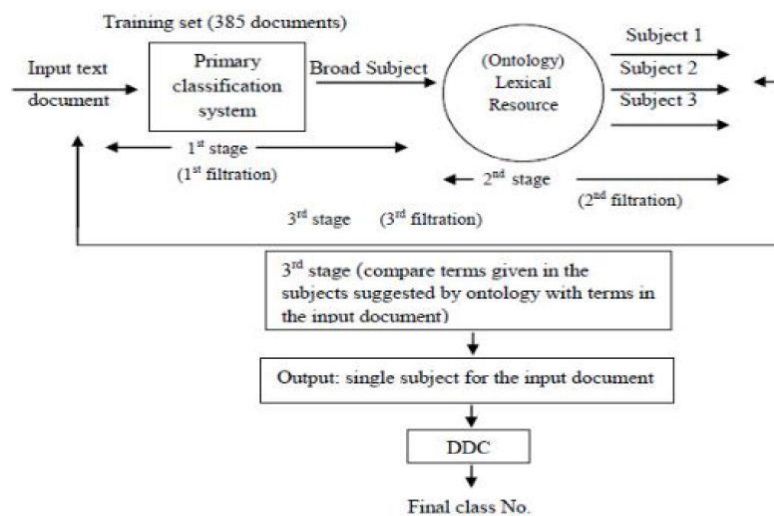 Training set (385 documents)
Input text
document
Primary
classification
system
Broad Subject
(Ontology)
Lexical
Resource
Subject 1
Subject 2
Subject 3
1st stage
(1st filtration)
2nd stage
(2nd filtration)
3rd stage (3rd filtration)
3rd stage (compare terms given in the
subjects suggested by ontology with terms in
the input document)
Output: single subject for the input document
DDC
Final class No.